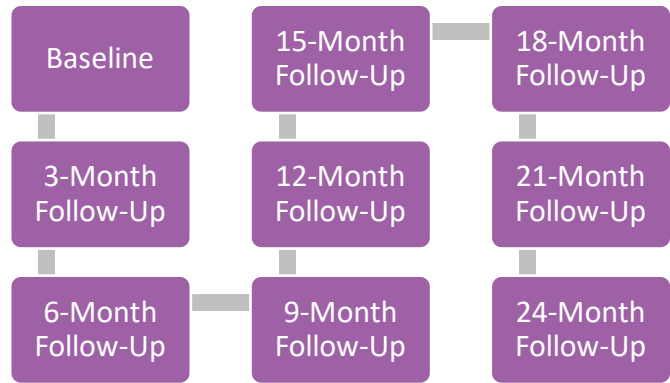 Baseline
3-Month
Follow-Up
6-Month
Follow-Up
9-Month
Follow-Up
12-Month
Follow-Up
15-Month
Follow-Up
18-Month
Follow-Up
21-Month
Follow-Up
24-Month
Follow-Up